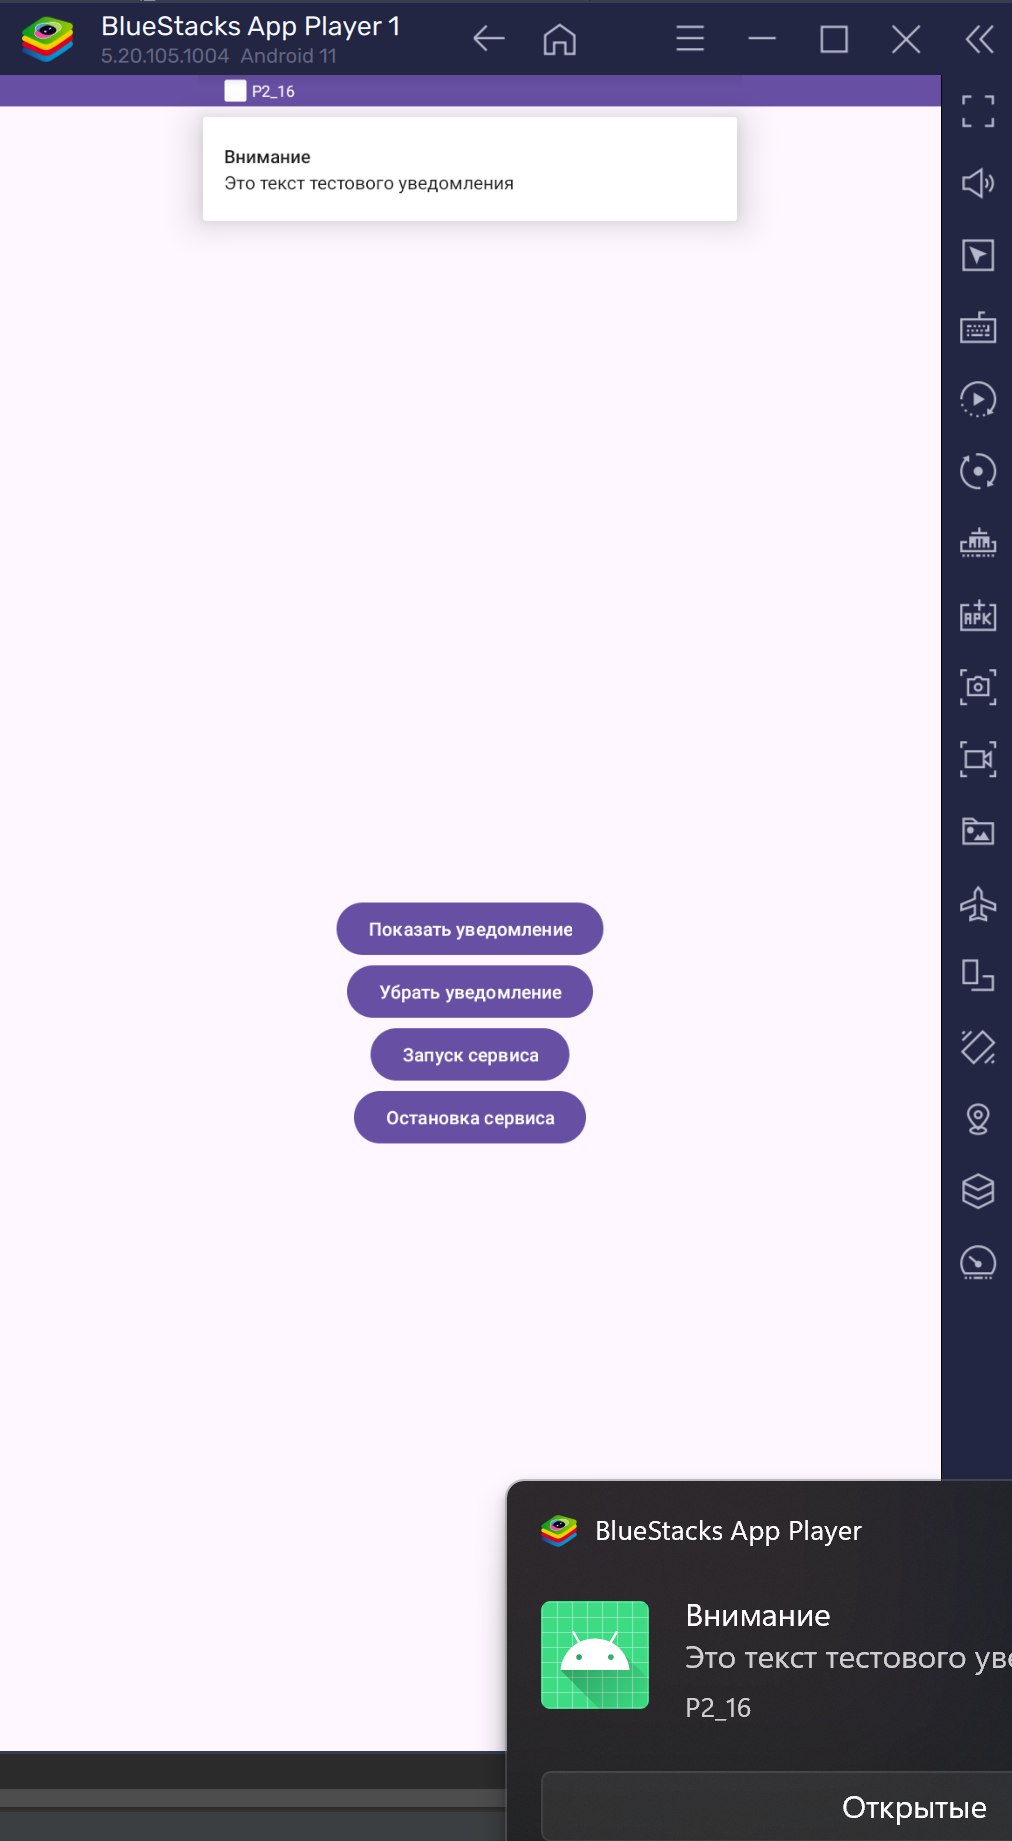 BlueStacks App Player 1
5.20.105.1004 Android 11
P2_16
Внимание
Это текст тестового уведомления
APK
Показать уведомление
Убрать уведомление
Запуск сервиса
Остановка сервиса
BlueStacks App Player
Внимание
Это текст тестового уве
P2_16
Открытые